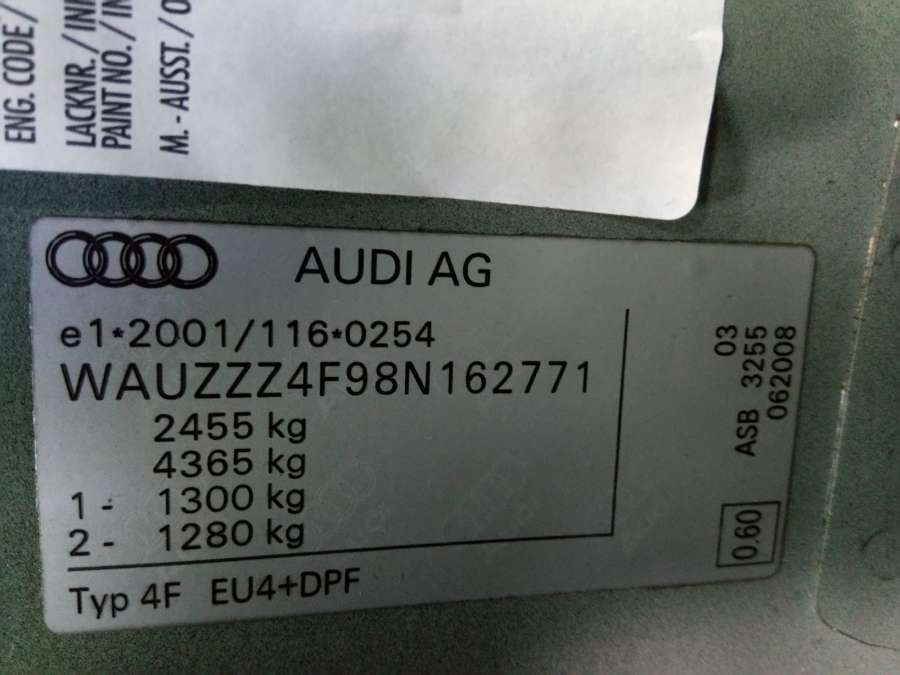 ENG. CODE/
LACKNR./IN
PAINT NO./IN
M.-AUSST./O
AUDI AG
e1*2001/116*0254
WAUZZZ4F98N162771
2455 kg
4365 kg
1- 1300 kg
2- 1280 kg
Typ 4F EU4+DPF
03
ASB 3255
062008
0.60